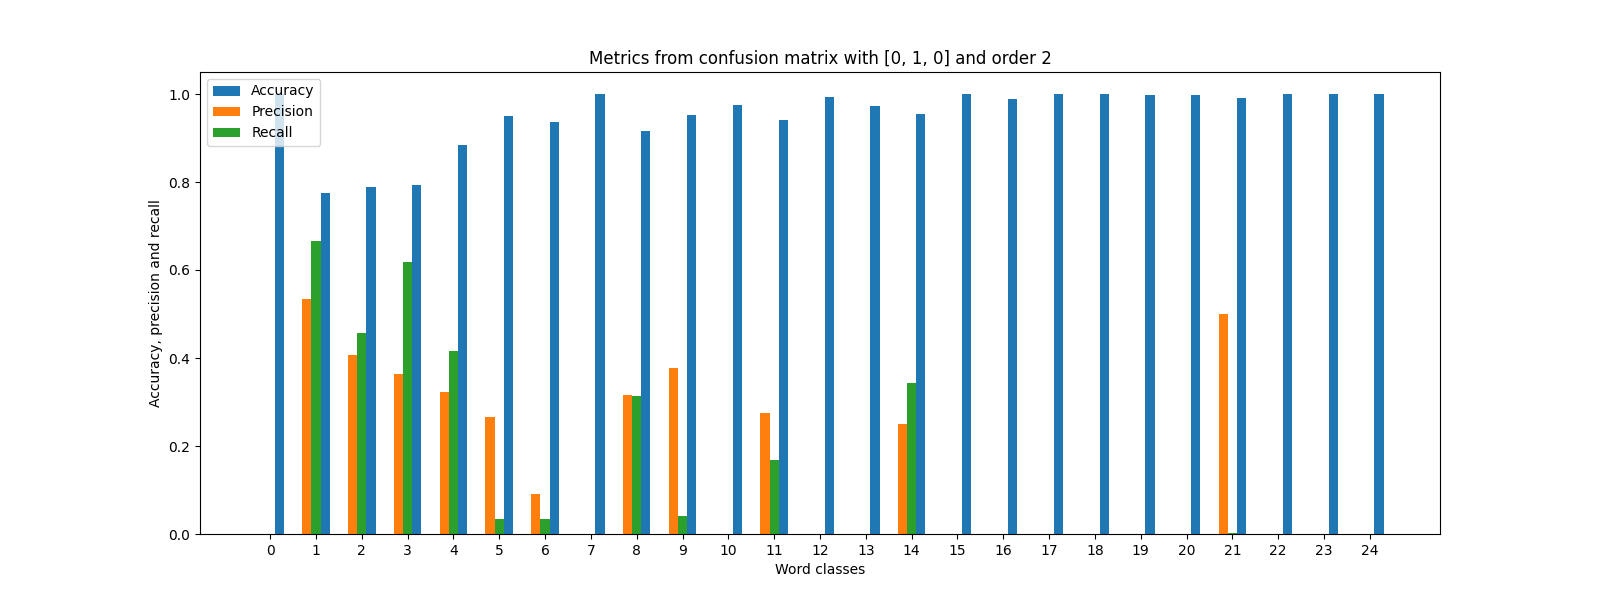 Metrics from confusion matrix with [0, 1, 0] and order 2
Accuracy
Precision
Recall
Accuracy, precision and recall
1.0
0.8
0.6
0.4
0.2
0.0
0 1 2 3 4 5 6 7 8 9 10 11 12 13 14 15 16 17 18 19 20 21 22 23 24
Word classes